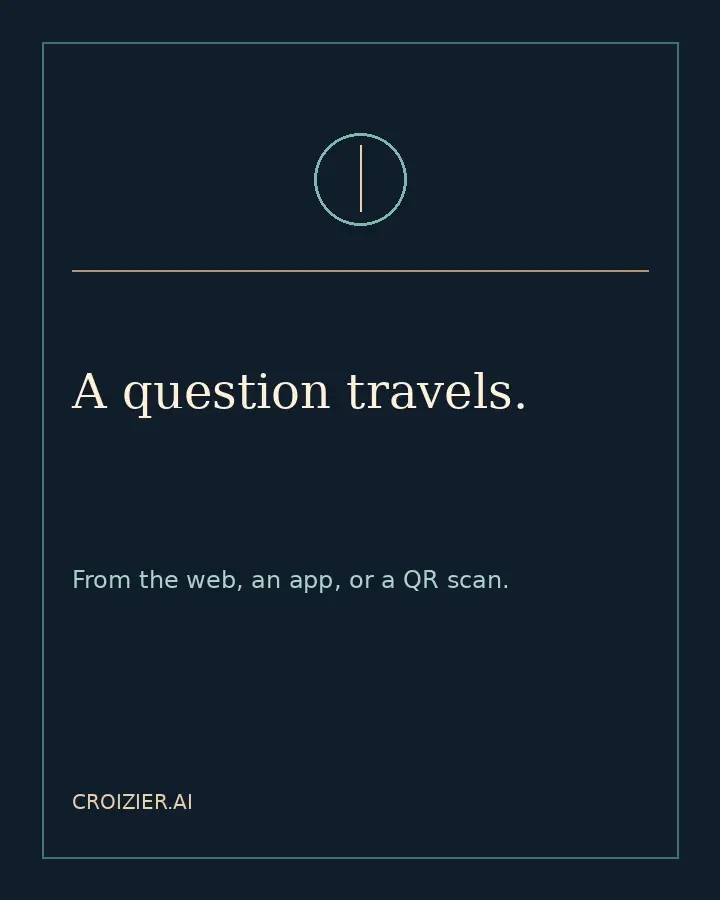 A question travels.
From the web, an app, or a QR scan.
CROIZIER.AI